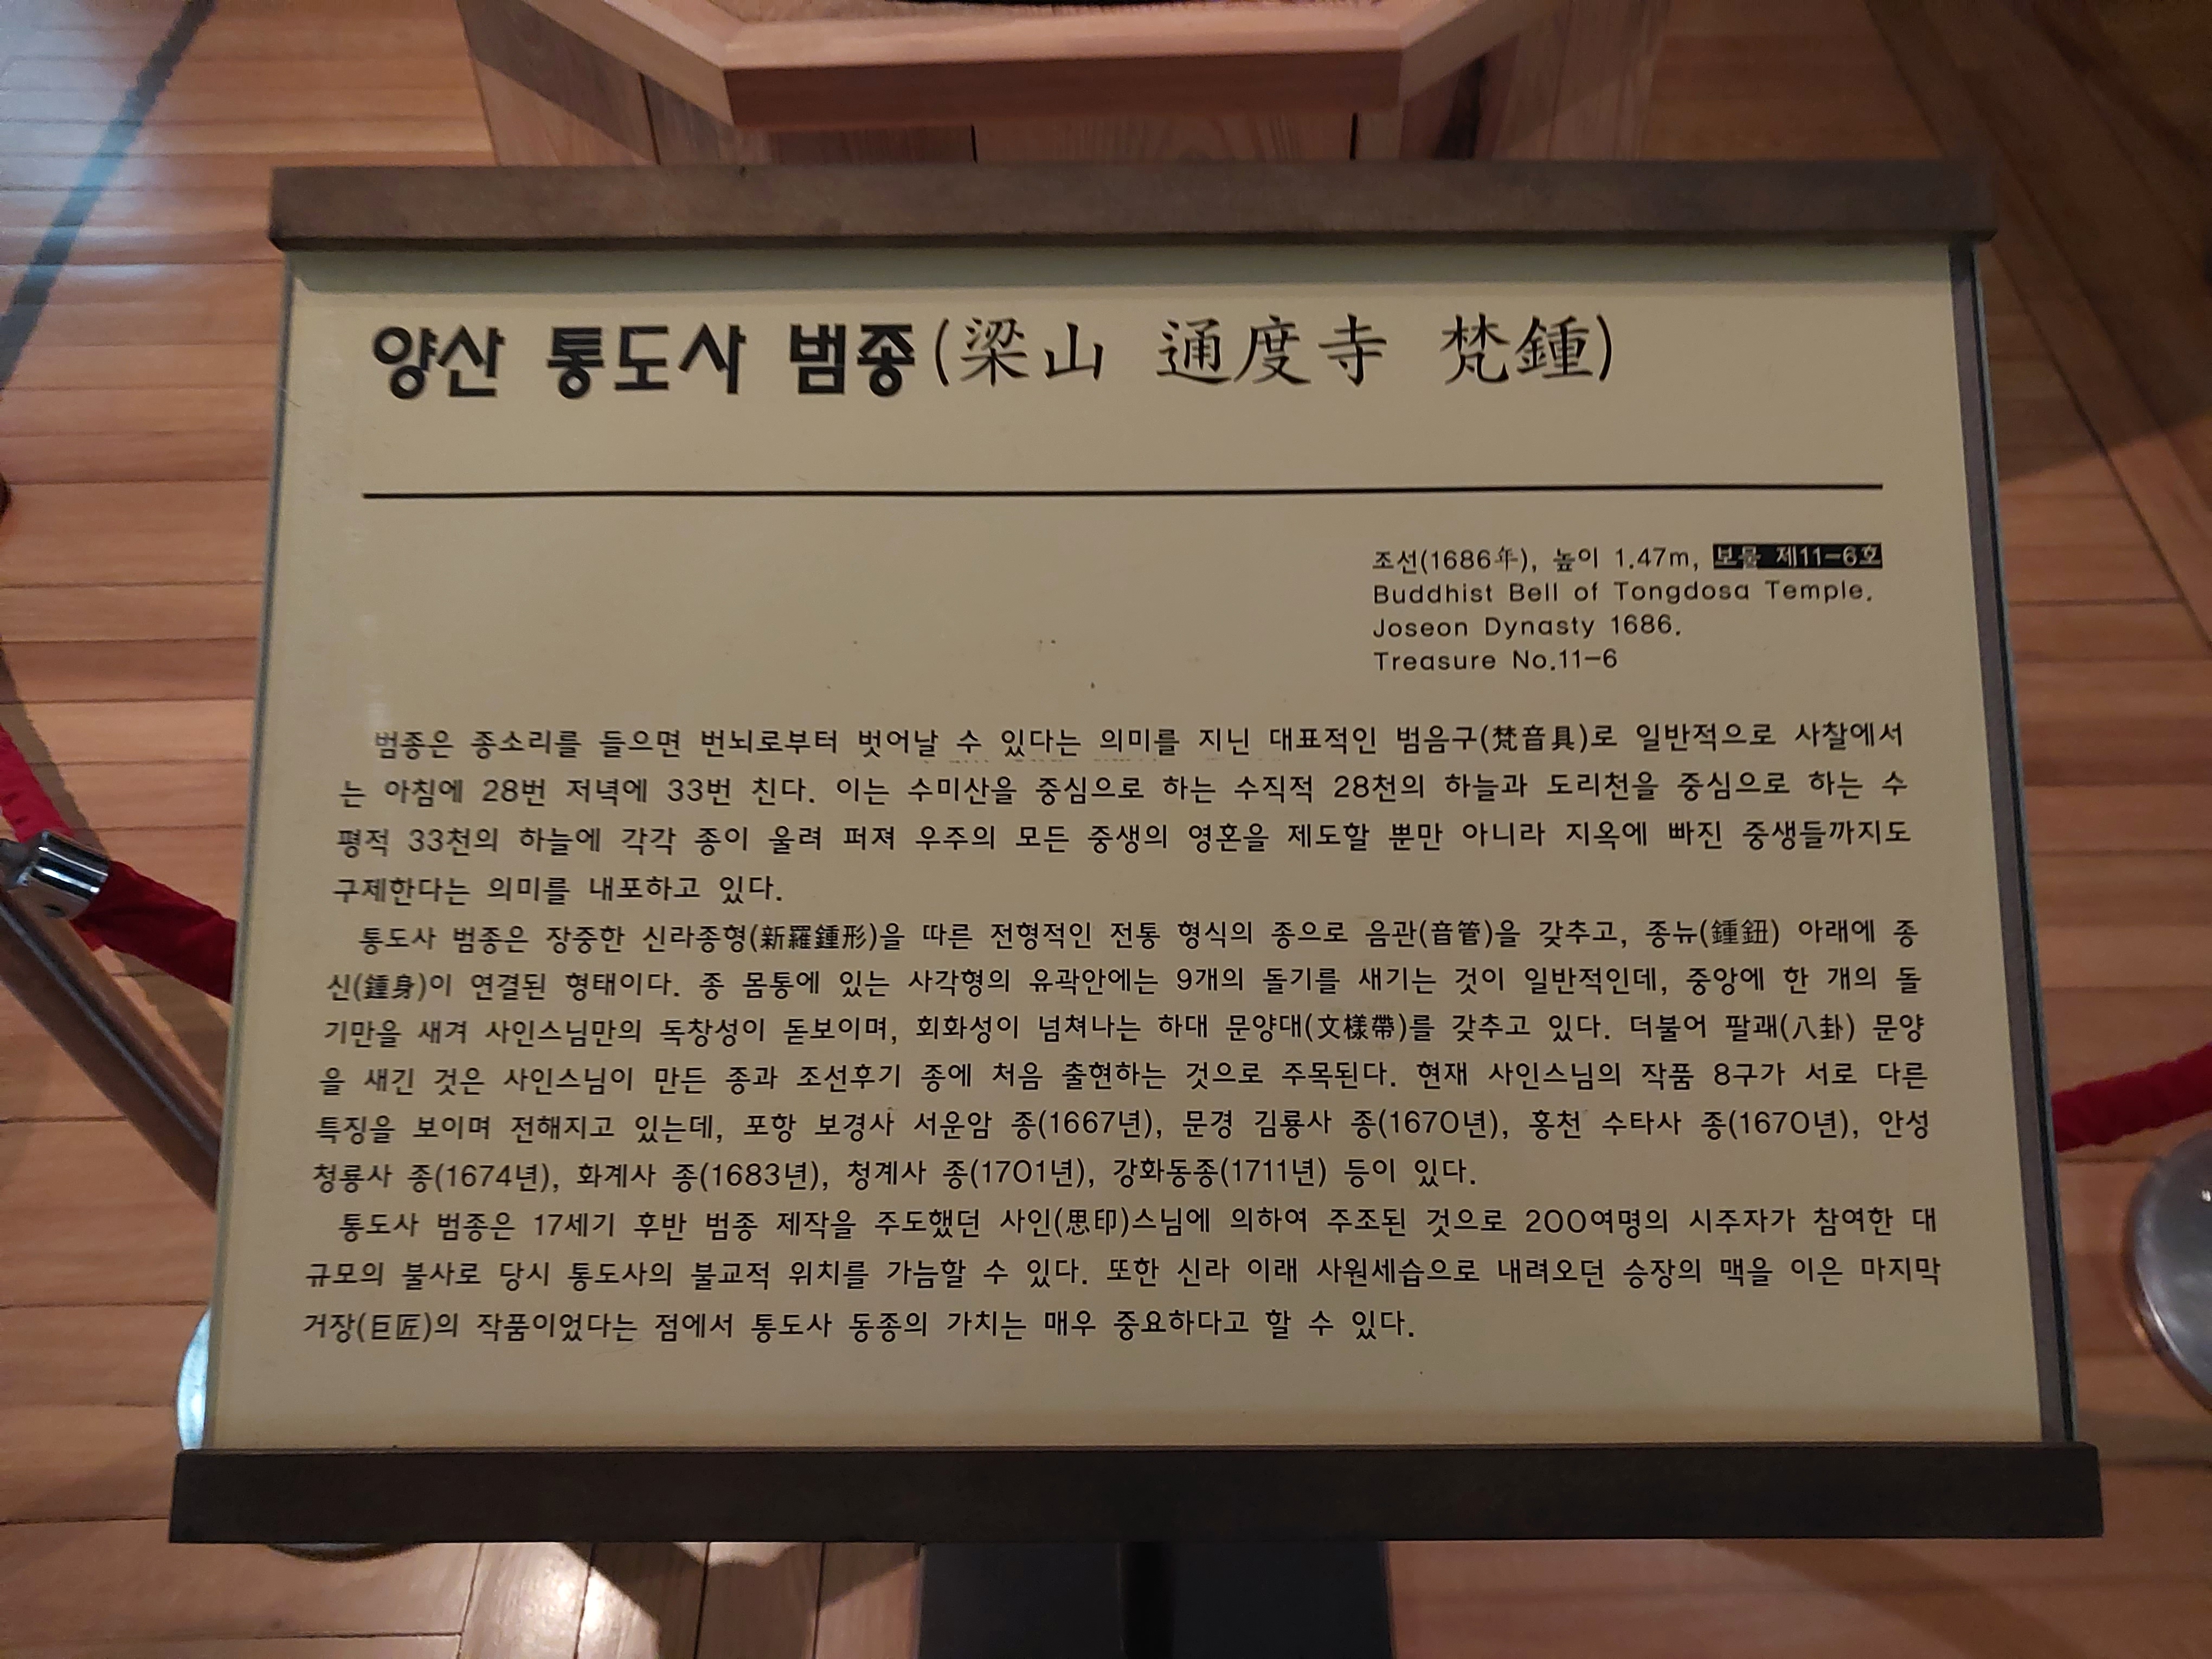 양산 통도사 범종(梁山 通度寺 梵鍾)
조선(1686年), 높이 1.47m, 보물 제11-6호
Buddhist Bell of Tongdosa Temple.
Joseon Dynasty 1686.
Treasure No.11-6
범종은 종소리를 들으면 번뇌로부터 벗어날 수 있다는 의미를 지닌 대표적인 범음구(梵音具)로 일반적으로 사찰에서
는 아침에 28번 저녁에 33번 친다. 이는 수미산을 중심으로 하는 수직적 28천의 하늘과 도리천을 중심으로 하는 수
평적 33천의 하늘에 각각 종이 울려 퍼져 우주의 모든 중생의 영혼을 제도할 뿐만 아니라 지옥에 빠진 중생들까지도
구제한다는 의미를 내포하고 있다.
통도사 범종은 장중한 신라종형(新羅鍾形)을 따른 전형적인 전통 형식의 종으로 음관(音管)을 갖추고, 종뉴(鍾鈕) 아래에 종
신(鍾身)이 연결된 형태이다. 종 몸통에 있는 사각형의 유곽안에는 9개의 돌기를 새기는 것이 일반적인데, 중앙에 한 개의 돌
기만을 새겨 사인스님만의 독창성이 돋보이며, 회화성이 넘쳐나는 하대 문양대(文樣帶)를 갖추고 있다. 더불어 팔괘(八卦) 문양
을 새긴 것은 사인스님이 만든 종과 조선후기 종에 처음 출현하는 것으로 주목된다. 현재 사인스님의 작품 8구가 서로 다른
특징을 보이며 전해지고 있는데, 포항 보경사 서운암 종(1667년), 문경 김룡사 종(1670년), 홍천 수타사 종(1670년), 안성
청룡사 종(1674년), 화계사 종(1683년), 청계사 종(1701년), 강화동종(1711년) 등이 있다.
통도사 범종은 17세기 후반 범종 제작을 주도했던 사인(思印)스님에 의하여 주조된 것으로 200여명의 시주자가 참여한 대
규모의 불사로 당시 통도사의 불교적 위치를 가늠할 수 있다. 또한 신라 이래 사원세습으로 내려오던 승장의 맥을 이은 마지막
거장(巨匠)의 작품이었다는 점에서 통도사 동종의 가치는 매우 중요하다고 할 수 있다.